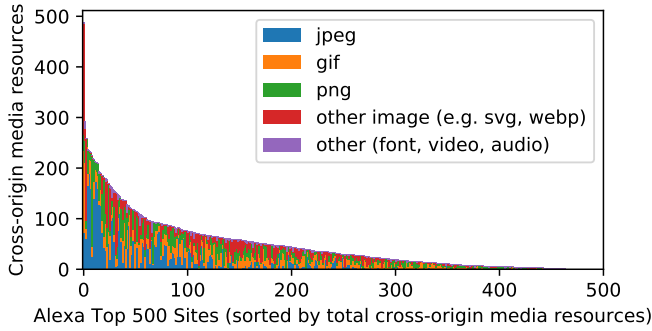 Cross-origin media resources
500
400
300
200
100
0
jpeg
gif
png
other image (e.g. svg, webp)
other (font, video, audio)
0 100 200 300 400 500
Alexa Top 500 Sites (sorted by total cross-origin media resources)